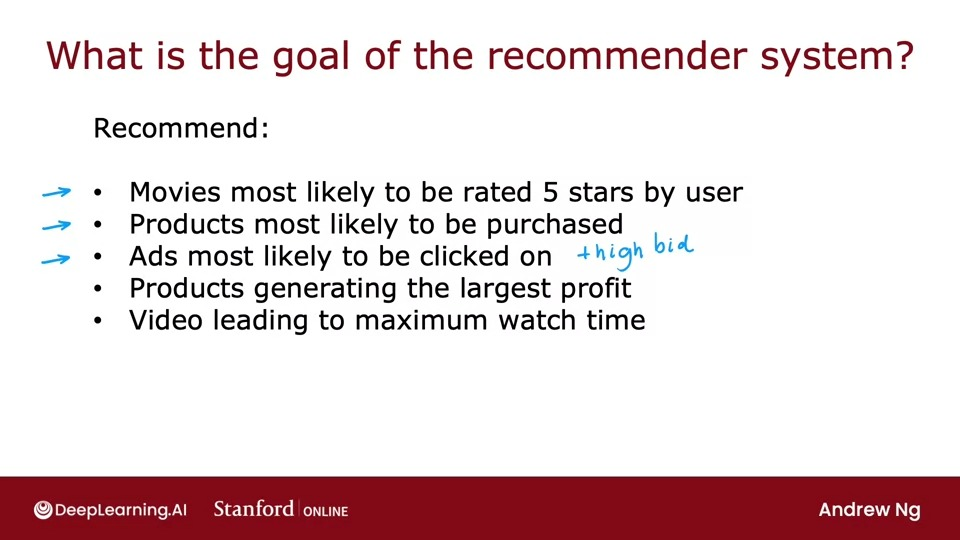 What is the goal of the recommender system?
Recommend:
• Movies most likely to be rated 5 stars by user
• Products most likely to be purchased
• Ads most likely to be clicked on +high bid
• Products generating the largest profit
• Video leading to maximum watch time
DeepLearning.AI Stanford ONLINE Andrew Ng